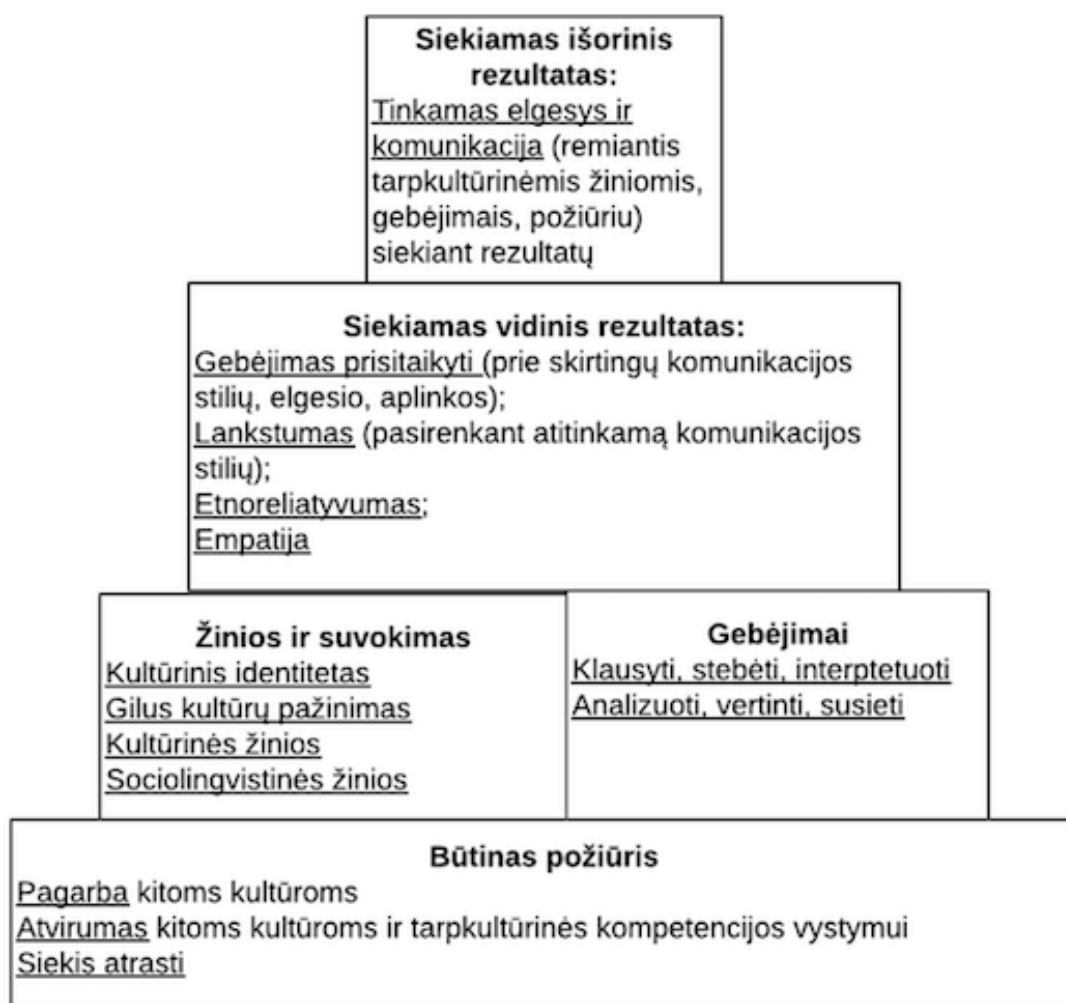 Siekiamas išorinis
rezultatas:
Tinkamas elgesys ir
komunikacija (remiantis
tarpkultūrinėmis žiniomis,
gebėjimais, požiūriu)
siekiant rezultatų
Siekiamas vidinis rezultatas:
Gebėjimas prisitaikyti (prie skirtingų komunikacijos
stilių, elgesio, aplinkos);
Lankstumas (pasirenkant atitinkamą komunikacijos
stilių);
Etnoreliatyvumas;
Empatija
Žinios ir suvokimas
Kultūrinis identitetas
Gilus kultūrų pažinimas
Kultūrinės žinios
Sociolingvistinės žinios
Gebėjimai
Klausyti, stebėti, interptetuoti
Analizuoti, vertinti, susieti
Būtinas požiūris
Pagarba kitoms kultūroms
Atvirumas kitoms kultūroms ir tarpkultūrinės kompetencijos vystymui
Siekis atrasti